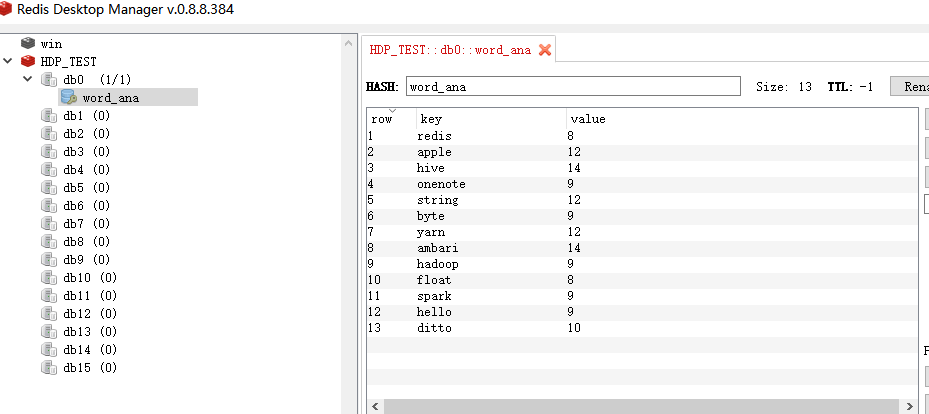 Redis Desktop Manager v.0.8.8.384
win
HDP_TEST
db0 (1/1)
word_ana
db1 (0)
db2 (0)
db3 (0)
db4 (0)
db5 (0)
db6 (0)
db7 (0)
db8 (0)
db9 (0)
db10 (0)
db11 (0)
db12 (0)
db13 (0)
db14 (0)
db15 (0)
HDP_TEST::db0::word_ana
HASH: word_ana Size: 13 TTL: -1 Rena
row key value
1 redis 8
2 apple 12
3 hive 14
4 onenote 9
5 string 12
6 byte 9
7 yarn 12
8 ambari 14
9 hadoop 9
10 float 8
11 spark 9
12 hello 9
13 ditto 10